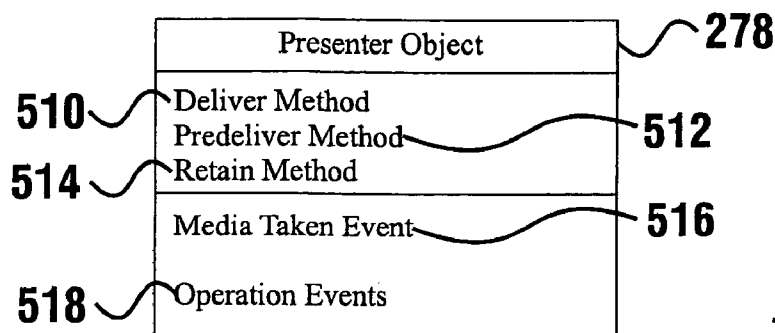 Presenter Object 278
510 Deliver Method
Predeliver Method 512
514 Retain Method
Media Taken Event 516
518 Operation Events